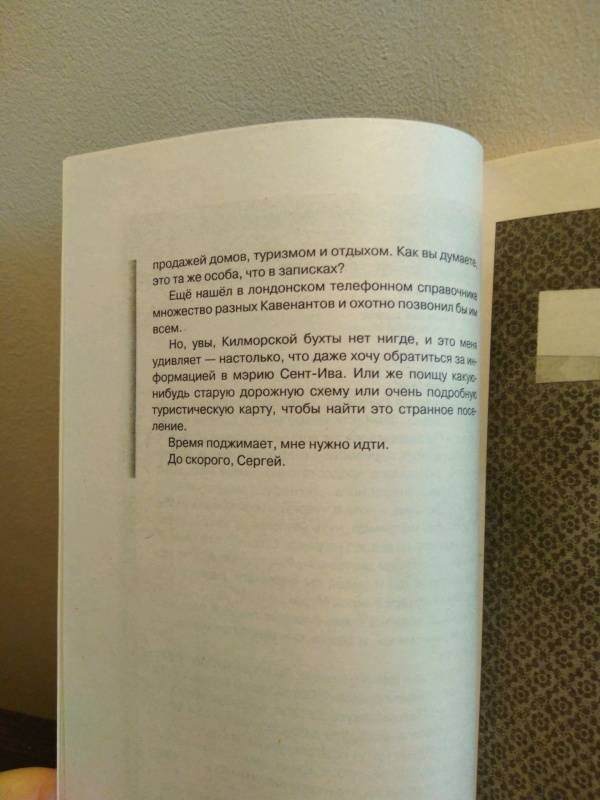 продажей домов, туризмом и отдыхом. Как вы думаете,
это та же особа, что в записках?
Ещё нашёл в лондонском телефонном справочнике
множество разных Кавенантов и охотно позвонил бы им
всем.
Но, увы, Килморской бухты нет нигде, и это меня
удивляет — настолько, что даже хочу обратиться за ин-
формацией в мэрию Сент-Ива. Или же поищу какую-
нибудь старую дорожную схему или очень подробную
туристическую карту, чтобы найти это странное посе-
ление.
Время поджимает, мне нужно идти.
До скорого, Сергей.